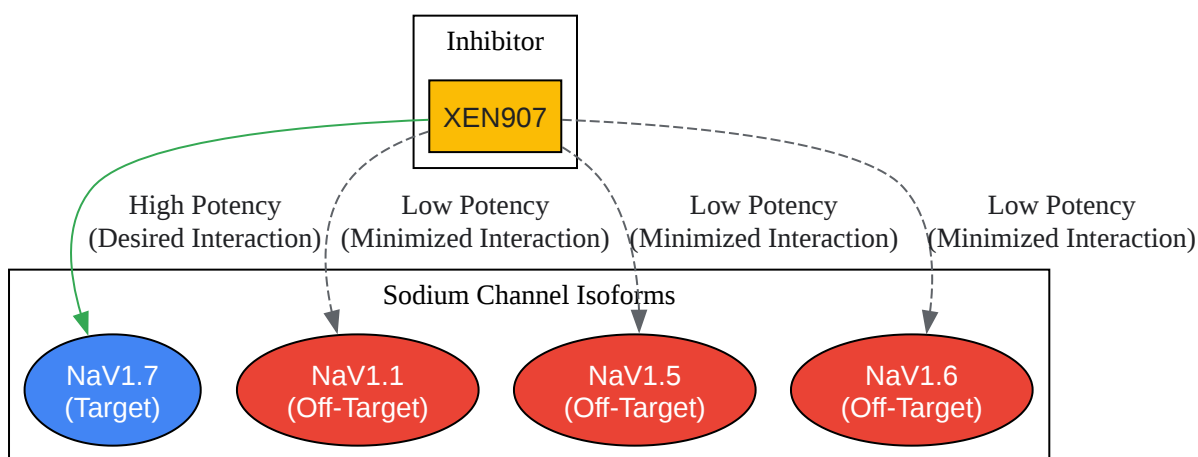 Inhibitor
XEN907
High Potency
(Desired Interaction)
Low Potency
(Minimized Interaction)
Low Potency
(Minimized Interaction)
Low Potency
(Minimized Interaction)
Sodium Channel Isoforms
NaV1.7
(Target)
NaV1.1
(Off-Target)
NaV1.5
(Off-Target)
NaV1.6
(Off-Target)